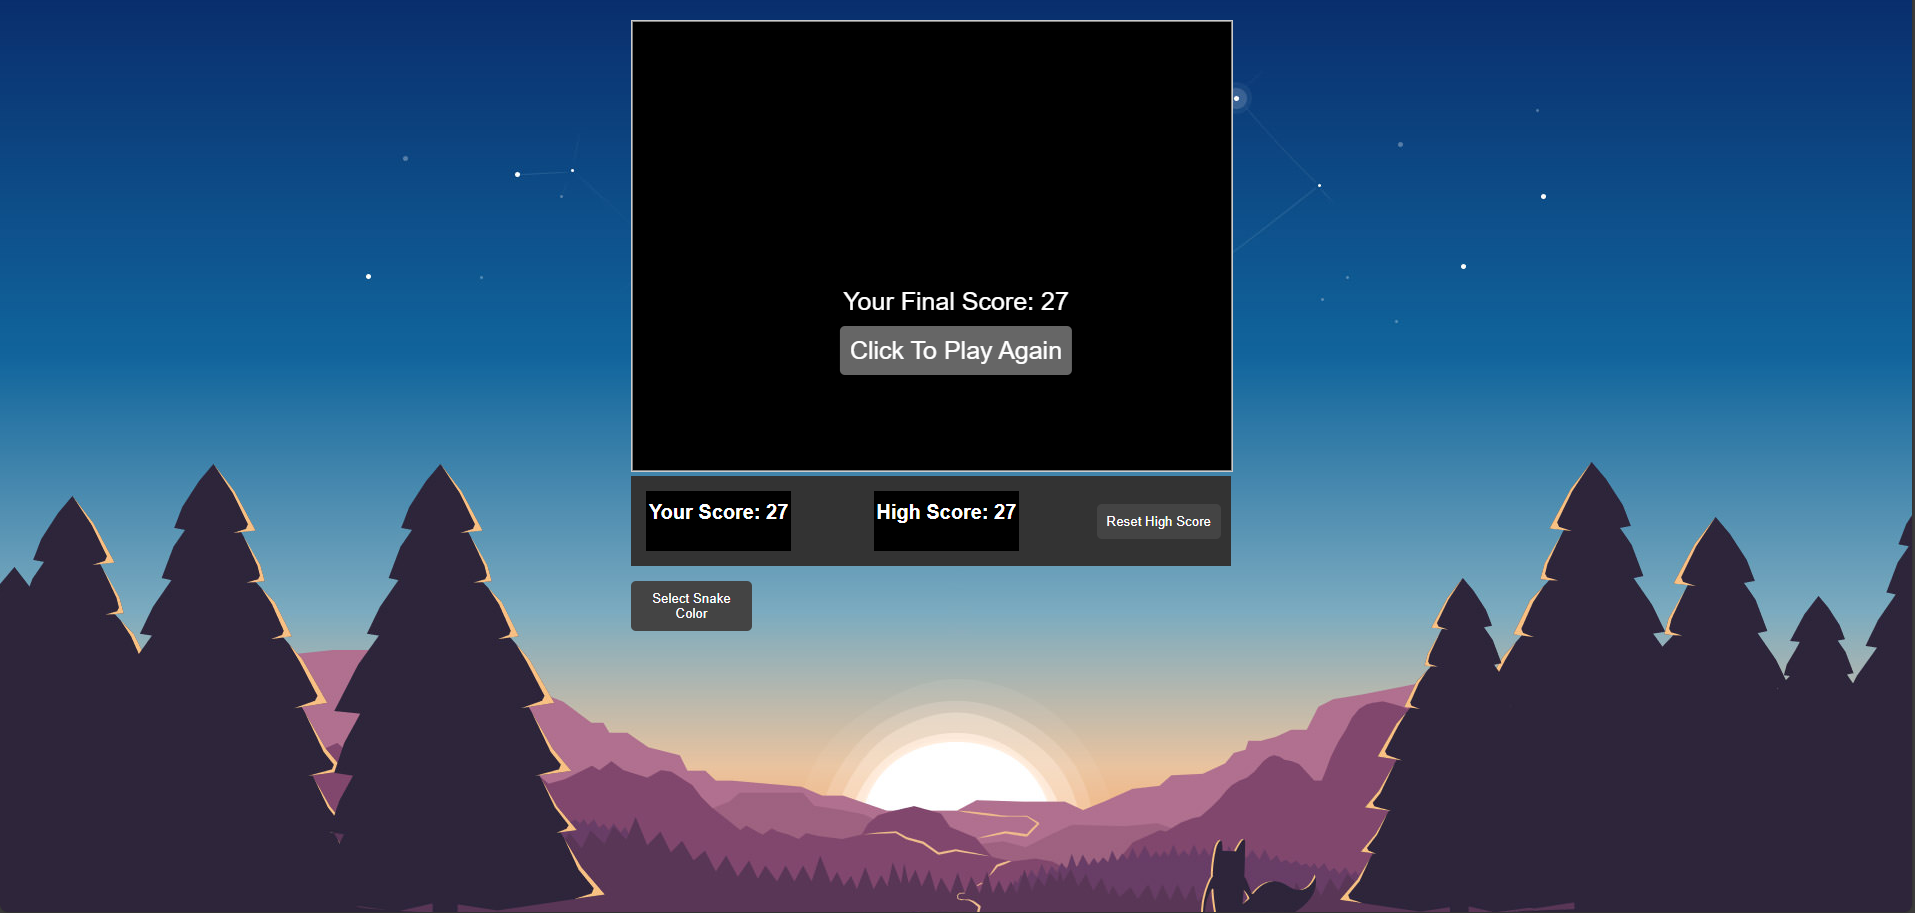 Your Final Score: 27
Click To Play Again
Your Score: 27
High Score: 27
Reset High Score
Select Snake
Color